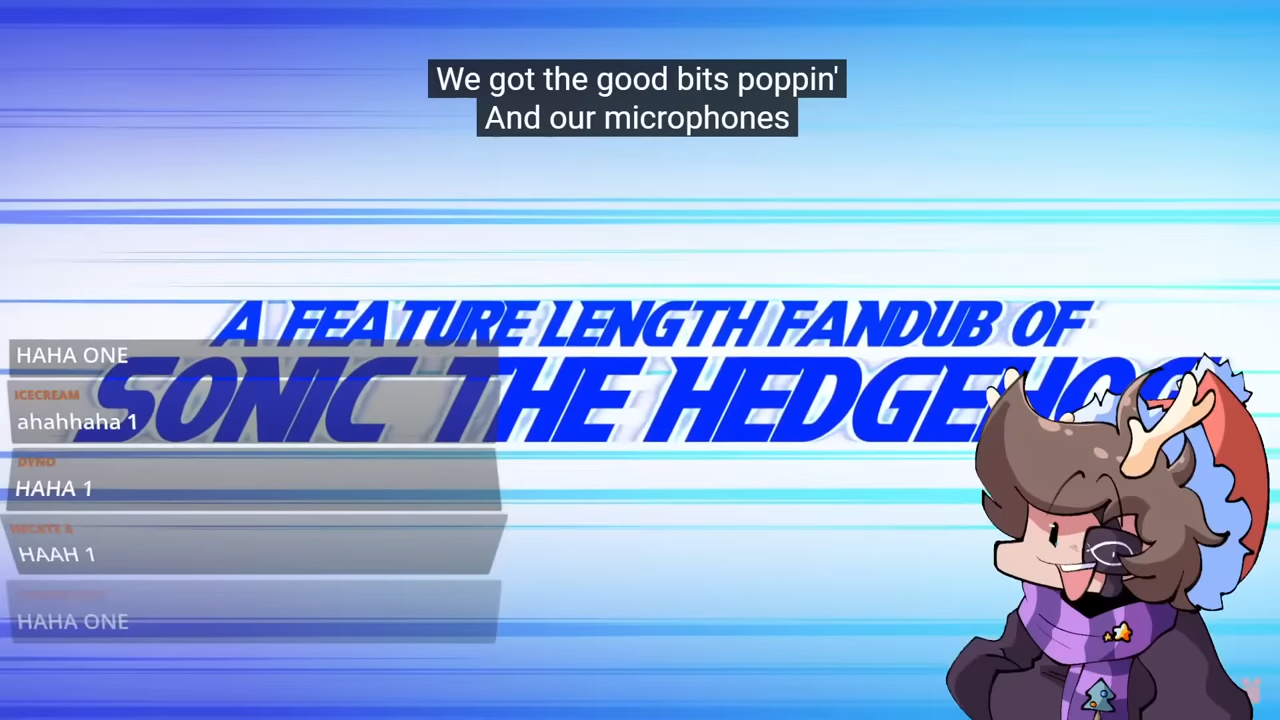 We got the good bits poppin'
And our microphones
A FEATURE LENGTH FANDUB OF
SONIC THE HEDGEHOG
HAHA ONE
ICECREAM
ahahhaha 1
DYNO
HAHA 1
HAAH 1
HAHA ONE